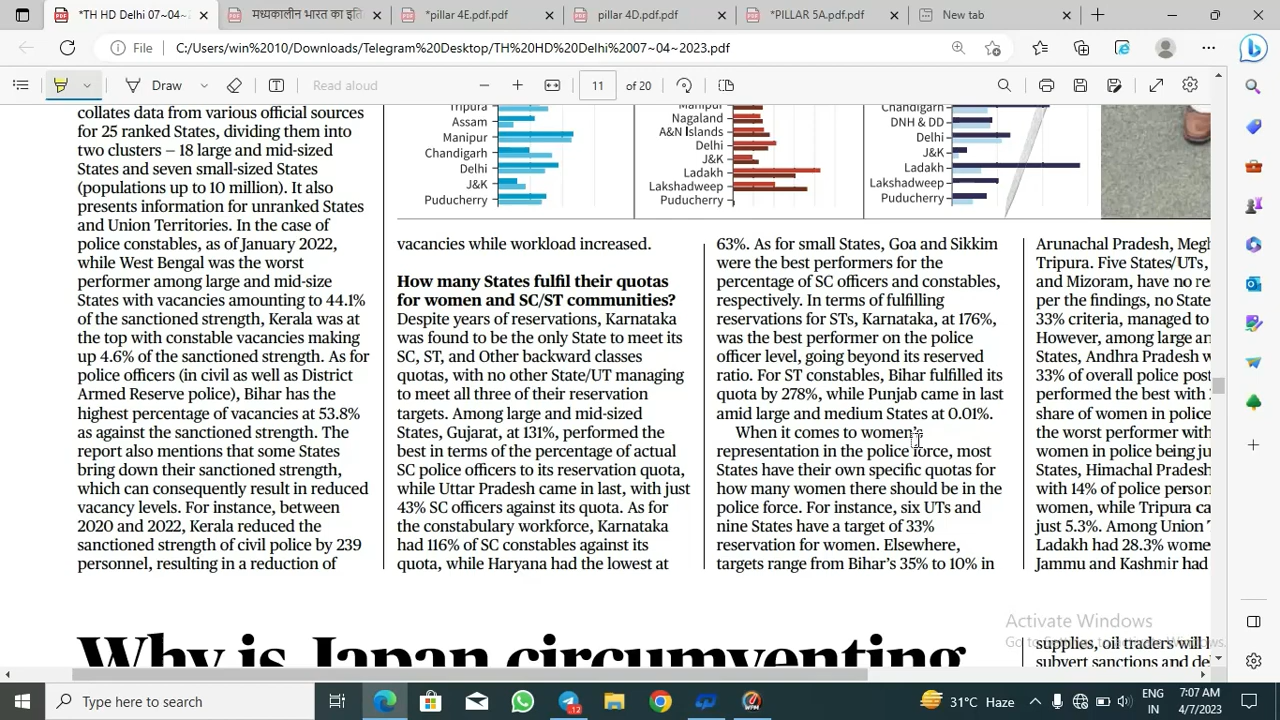 *TH HD Delhi 07~04~2
मध्यकालीन भारत का इति
*pillar 4E.pdf.pdf
pillar 4D.pdf.pdf
*PILLAR 5A.pdf.pdf
New tab
File
C:/Users/win%2010/Downloads/Telegram%20Desktop/TH%20HD%20Delhi%2007~04~2023.pdf
Draw
Read aloud
11 of 20
collates data from various official sources
for 25 ranked States, dividing them into
two clusters — 18 large and mid-sized
States and seven small-sized States
(populations up to 10 million). It also
presents information for unranked States
and Union Territories. In the case of
police constables, as of January 2022,
while West Bengal was the worst
performer among large and mid-size
States with vacancies amounting to 44.1%
of the sanctioned strength, Kerala was at
the top with constable vacancies making
up 4.6% of the sanctioned strength. As for
police officers (in civil as well as District
Armed Reserve police), Bihar has the
highest percentage of vacancies at 53.8%
as against the sanctioned strength. The
report also mentions that some States
bring down their sanctioned strength,
which can consequently result in reduced
vacancy levels. For instance, between
2020 and 2022, Kerala reduced the
sanctioned strength of civil police by 239
personnel, resulting in a reduction of
Tripura
Assam
Manipur
Chandigarh
Delhi
J&K
Puducherry
Manipur
Nagaland
A&N Islands
Delhi
J&K
Ladakh
Lakshadweep
Puducherry
Chandigarh
DNH & DD
Delhi
J&K
Ladakh
Lakshadweep
Puducherry
vacancies while workload increased.
How many States fulfil their quotas
for women and SC/ST communities?
Despite years of reservations, Karnataka
was found to be the only State to meet its
SC, ST, and Other backward classes
quotas, with no other State/UT managing
to meet all three of their reservation
targets. Among large and mid-sized
States, Gujarat, at 131%, performed the
best in terms of the percentage of actual
SC police officers to its reservation quota,
while Uttar Pradesh came in last, with just
43% SC officers against its quota. As for
the constabulary workforce, Karnataka
had 116% of SC constables against its
quota, while Haryana had the lowest at
63%. As for small States, Goa and Sikkim
were the best performers for the
percentage of SC officers and constables,
respectively. In terms of fulfilling
reservations for STs, Karnataka, at 176%,
was the best performer on the police
officer level, going beyond its reserved
ratio. For ST constables, Bihar fulfilled its
quota by 278%, while Punjab came in last
amid large and medium States at 0.01%.
When it comes to women's
representation in the police force, most
States have their own specific quotas for
how many women there should be in the
police force. For instance, six UTs and
nine States have a target of 33%
reservation for women. Elsewhere,
targets range from Bihar's 35% to 10% in
Arunachal Pradesh, Megh
Tripura. Five States/UTs,
and Mizoram, have no re
per the findings, no State
33% criteria, managed to
However, among large an
States, Andhra Pradesh w
33% of overall police post
performed the best with
share of women in police
the worst performer with
women in police being ju
States, Himachal Pradesh
with 14% of police person
women, while Tripura ca
just 5.3%. Among Union T
Ladakh had 28.3% wome
Jammu and Kashmir had
Why is Japan circumventing
supplies, oil traders will l
subvert sanctions and de
Activate Windows
Go to Settings to activate Windows.
Type here to search
12
31°C Haze
ENG
IN
7:07 AM
4/7/2023